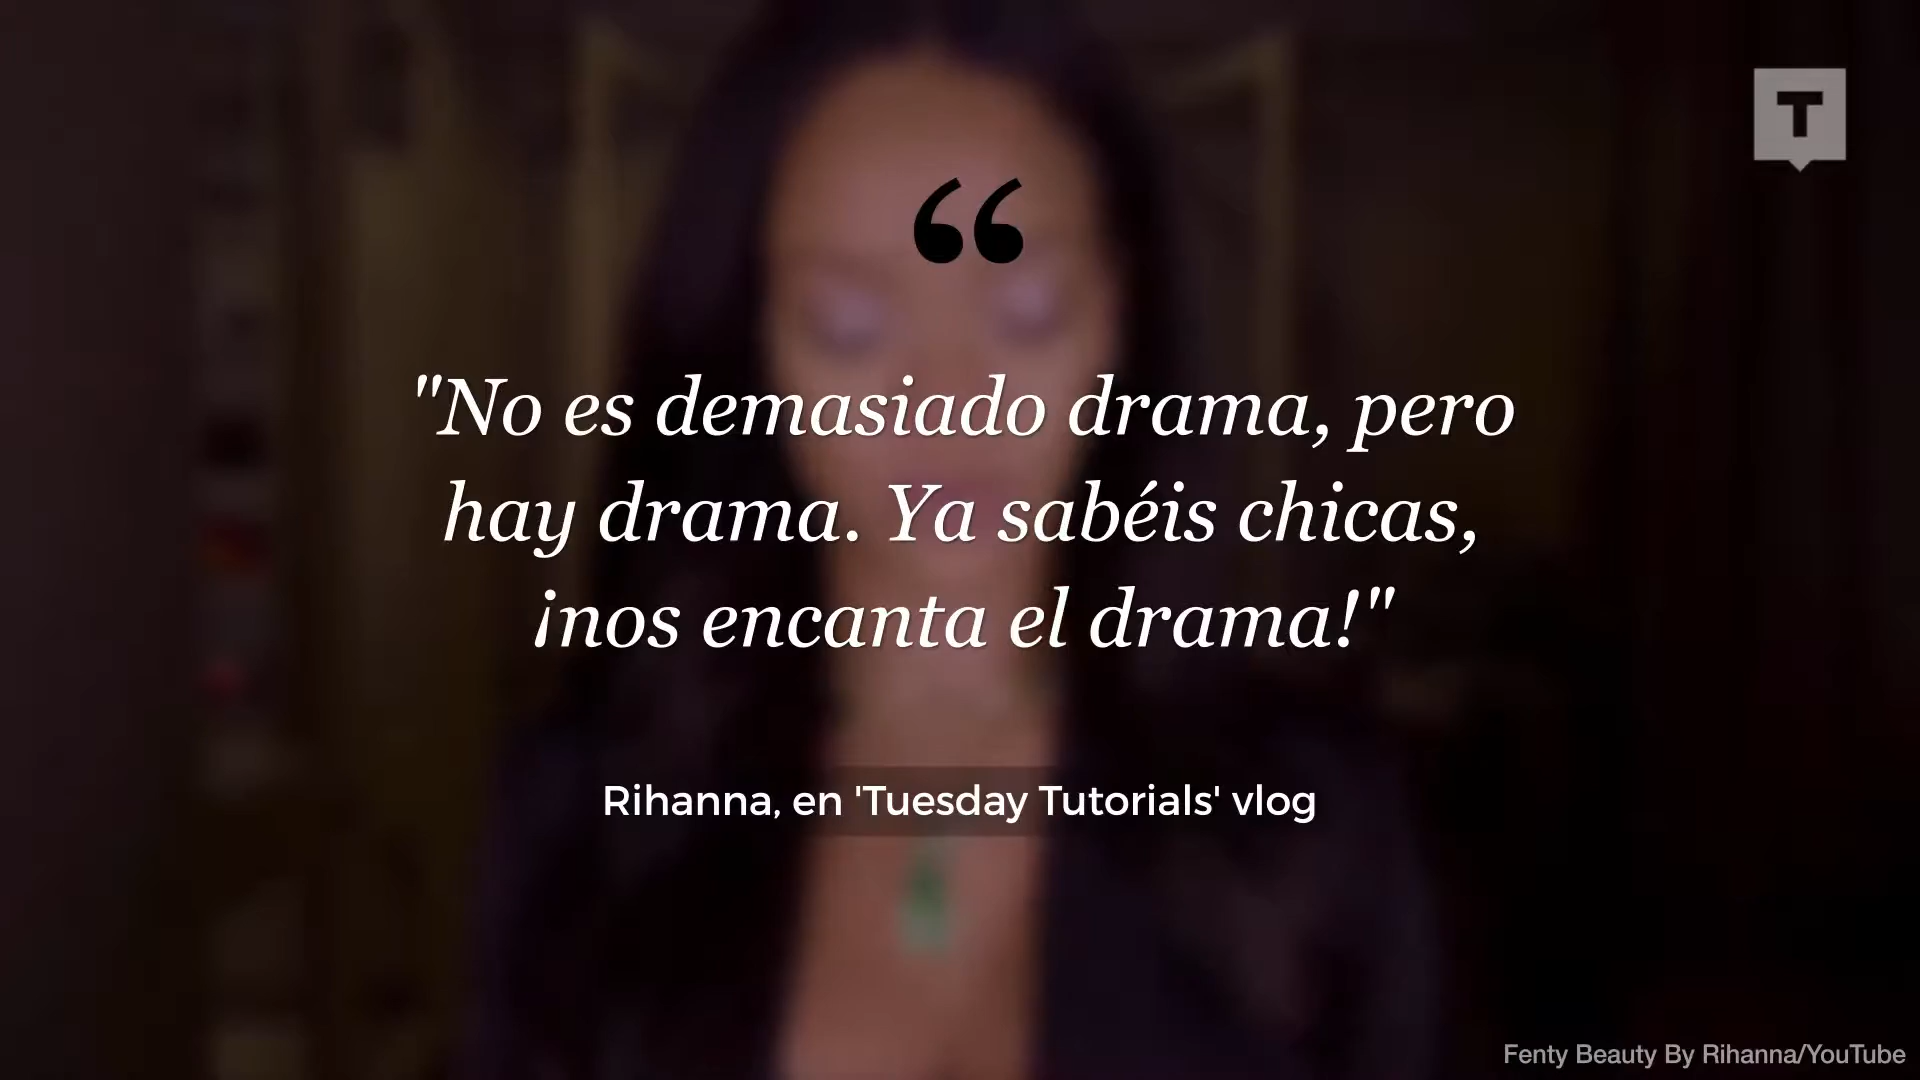 T
“
"No es demasiado drama, pero
hay drama. Ya sabéis chicas,
¡nos encanta el drama!"
Rihanna, en 'Tuesday Tutorials' vlog
Fenty Beauty By Rihanna/YouTube